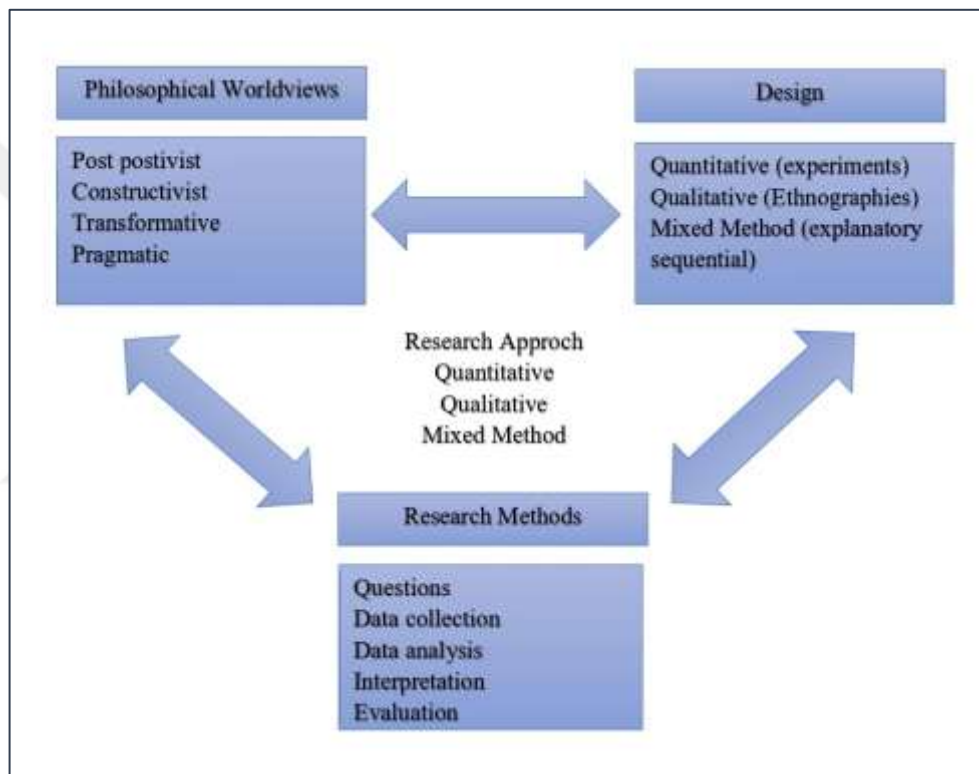 Philosophical Worldviews
Post postivist
Constructivist
Transformative
Pragmatic
Design
Quantitative (experiments)
Qualitative (Ethnographies)
Mixed Method (explanatory
sequential)
Research Approch
Quantitative
Qualitative
Mixed Method
Research Methods
Questions
Data collection
Data analysis
Interpretation
Evaluation